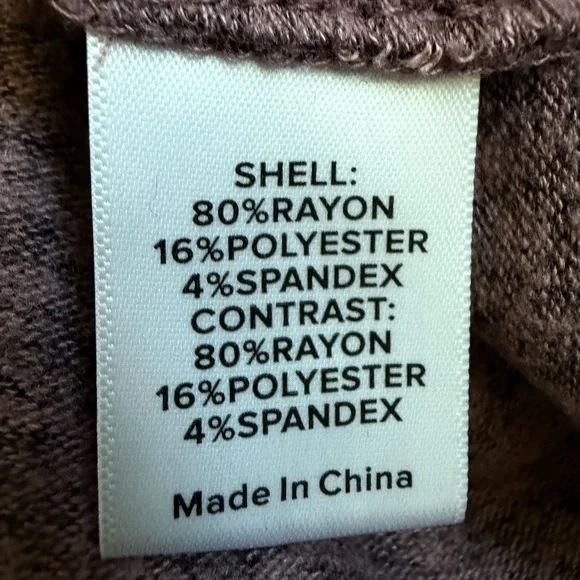 SHELL:
80%RAYON
16%POLYESTER
4%SPANDEX
CONTRAST:
80%RAYON
16%POLYESTER
4%SPANDEX
Made In China